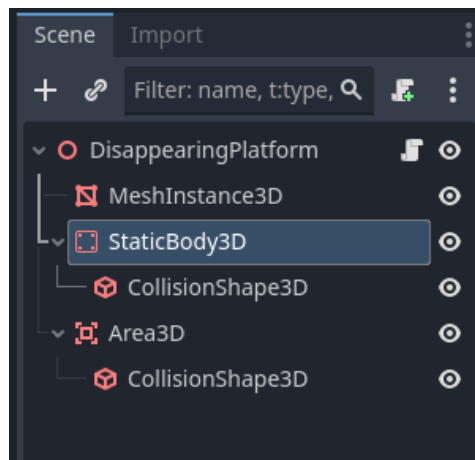 Scene Import
Filter: name, t:type,
DisappearingPlatform
MeshInstance3D
StaticBody3D
CollisionShape3D
Area3D
CollisionShape3D